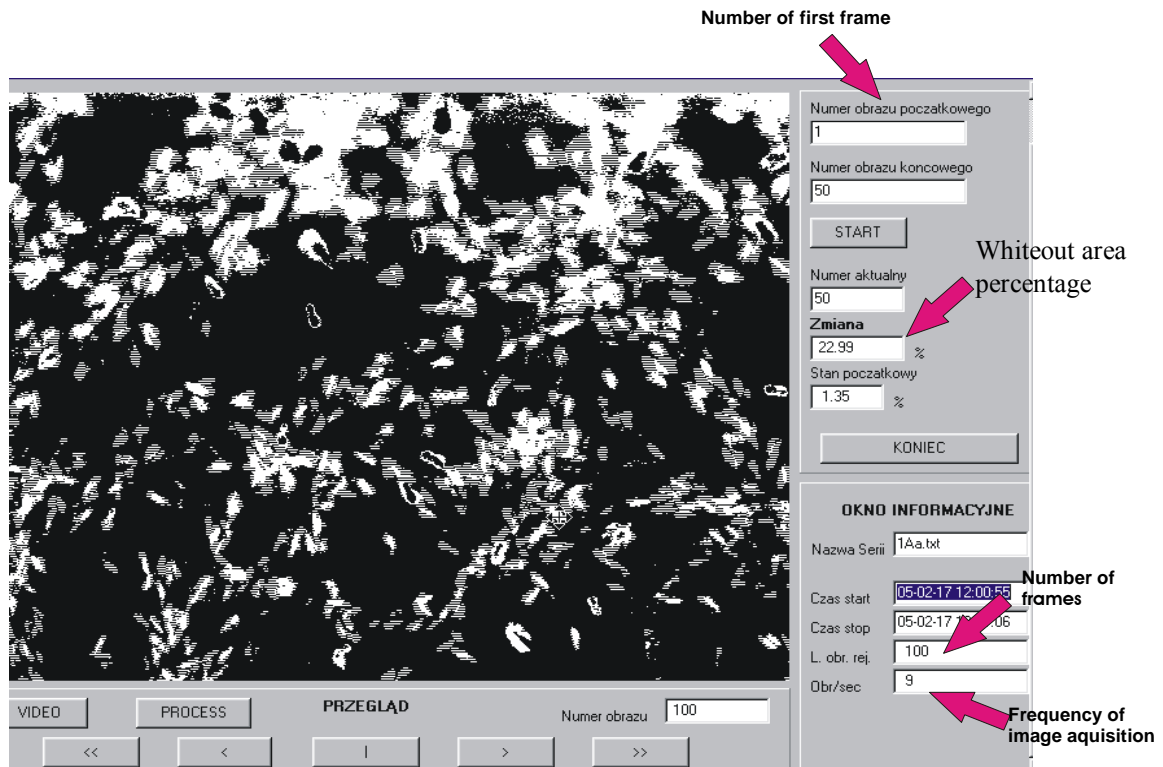 Number of first frame
Numer obrazu poczatkowego
1
Numer obrazu koncowego
50
START
Whiteout area
percentage
Numer aktualny
50
Zmiana
22.99 %
Stan poczatkowy
1.35 %
KONIEC
OKNO INFORMACYJNE
Nazwa Serii 1Aa.txt
Number of
frames
Czas start 05-02-17 12:00:55
Czas stop 05-02-17
L. obr. rej. 100
Obr/sec 9
Frequency of
image aquisition
VIDEO PROCESS PRZEGLĄD Numer obrazu 100
<< < | > >>